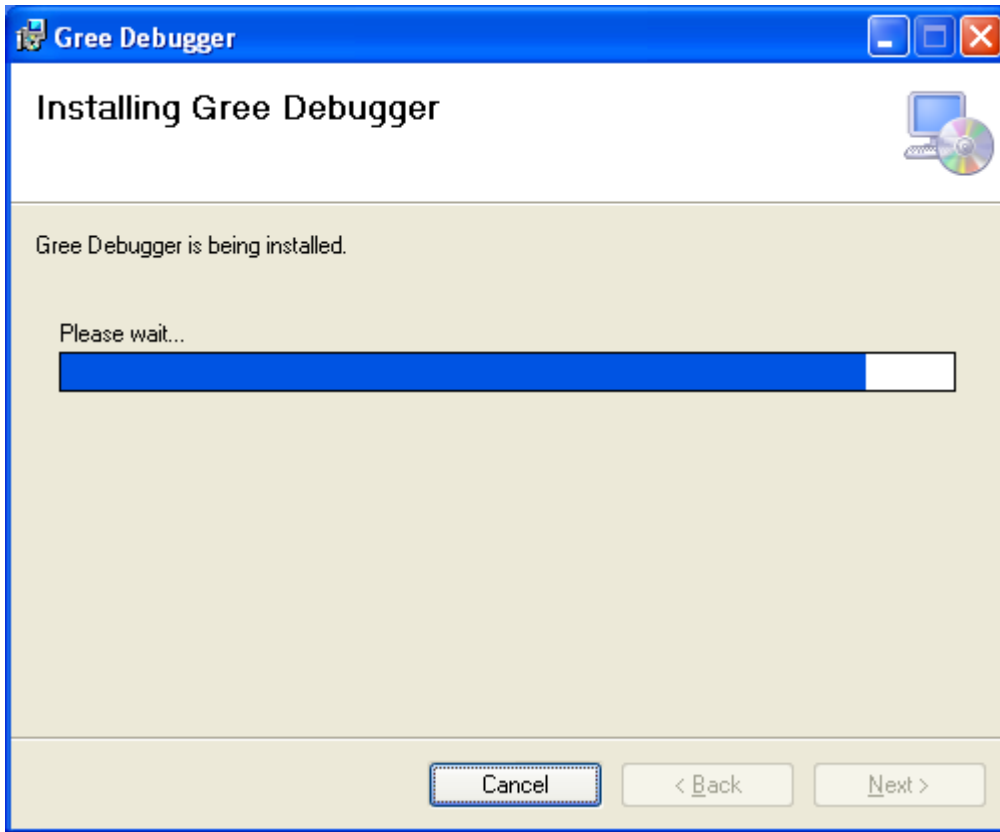 Gree Debugger
Installing Gree Debugger
Gree Debugger is being installed.
Please wait...
Cancel
< Back
Next >